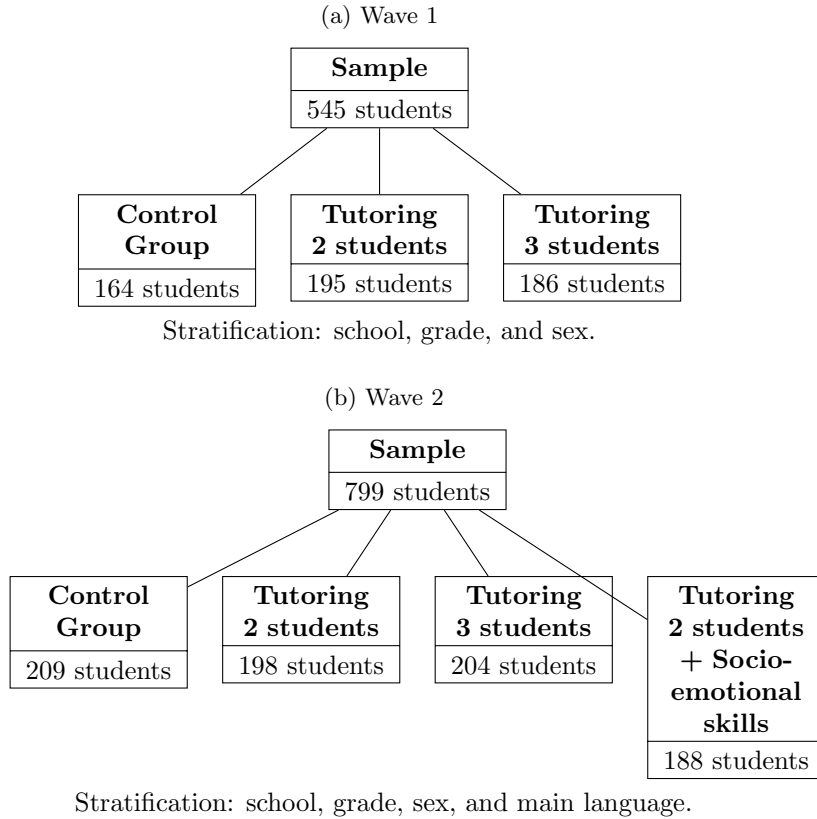 (a) Wave 1
Sample
545 students
Control
Group
164 students
Tutoring
2 students
195 students
Tutoring
3 students
186 students
Stratification: school, grade, and sex.
(b) Wave 2
Sample
799 students
Control
Group
209 students
Tutoring
2 students
198 students
Tutoring
3 students
204 students
Tutoring
2 students
+ Socio-
emotional
skills
188 students
Stratification: school, grade, sex, and main language.